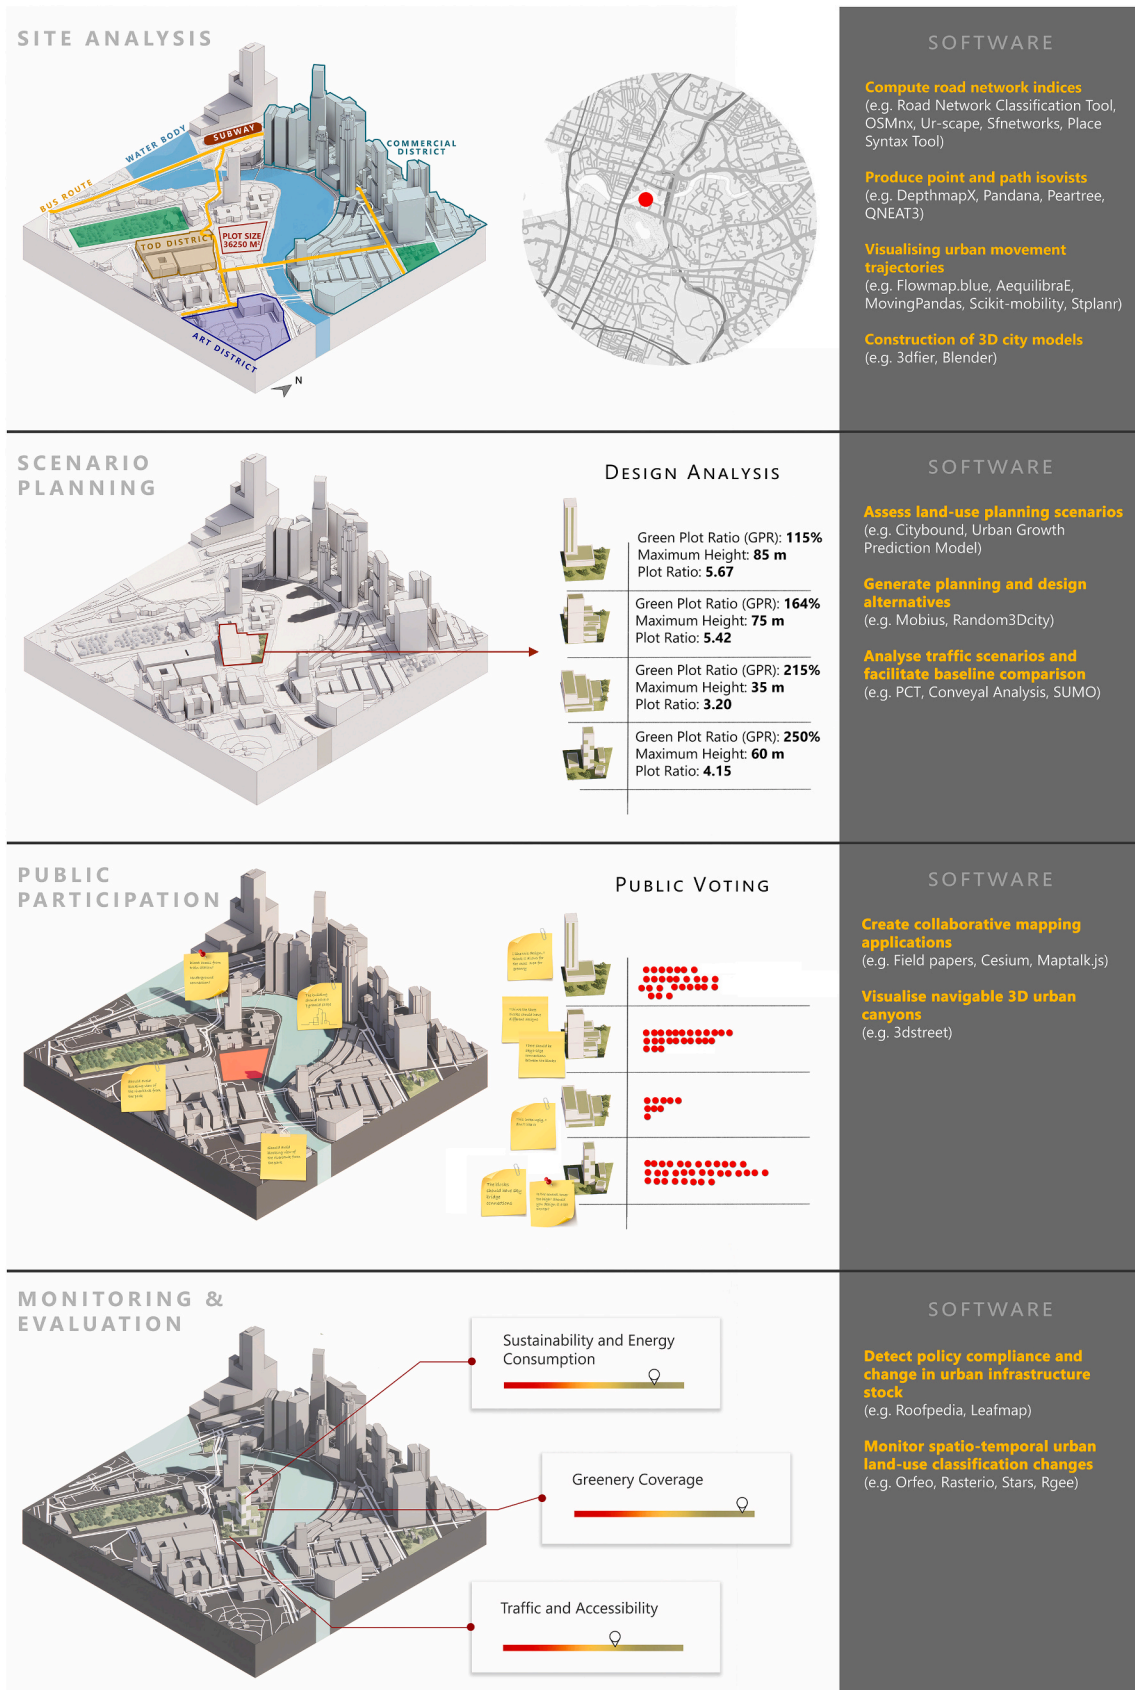 SITE ANALYSIS
WATER BODY
SUBWAY
COMMERCIAL
DISTRICT
BUS ROUTE
TOD DISTRICT
PLOT SIZE
36250 M²
ART DISTRICT
N
SOFTWARE
Compute road network indices
(e.g. Road Network Classification Tool,
OSMnx, Ur-scape, Sfnetworks, Place
Syntax Tool)
Produce point and path isovists
(e.g. DepthmapX, Pandana, Peartree,
QNEAT3)
Visualising urban movement
trajectories
(e.g. Flowmap.blue, AequilibraE,
MovingPandas, Scikit-mobility, Stplanr)
Construction of 3D city models
(e.g. 3dfier, Blender)
SCENARIO
PLANNING
DESIGN ANALYSIS
Green Plot Ratio (GPR): 115%
Maximum Height: 85 m
Plot Ratio: 5.67
Green Plot Ratio (GPR): 164%
Maximum Height: 75 m
Plot Ratio: 5.42
Green Plot Ratio (GPR): 215%
Maximum Height: 35 m
Plot Ratio: 3.20
Green Plot Ratio (GPR): 250%
Maximum Height: 60 m
Plot Ratio: 4.15
SOFTWARE
Assess land-use planning scenarios
(e.g. Citybound, Urban Growth
Prediction Model)
Generate planning and design
alternatives
(e.g. Mobius, Random3Dcity)
Analyse traffic scenarios and
facilitate baseline comparison
(e.g. PCT, Conveyal Analysis, SUMO)
PUBLIC
PARTICIPATION
PUBLIC VOTING
SOFTWARE
Create collaborative mapping
applications
(e.g. Field papers, Cesium, Maptalk.js)
Visualise navigable 3D urban
canyons
(e.g. 3dstreet)
MONITORING &
EVALUATION
Sustainability and Energy
Consumption
Greenery Coverage
Traffic and Accessibility
SOFTWARE
Detect policy compliance and
change in urban infrastructure
stock
(e.g. Roofpedia, Leafmap)
Monitor spatio-temporal urban
land-use classification changes
(e.g. Orfeo, Rasterio, Stars, Rgee)